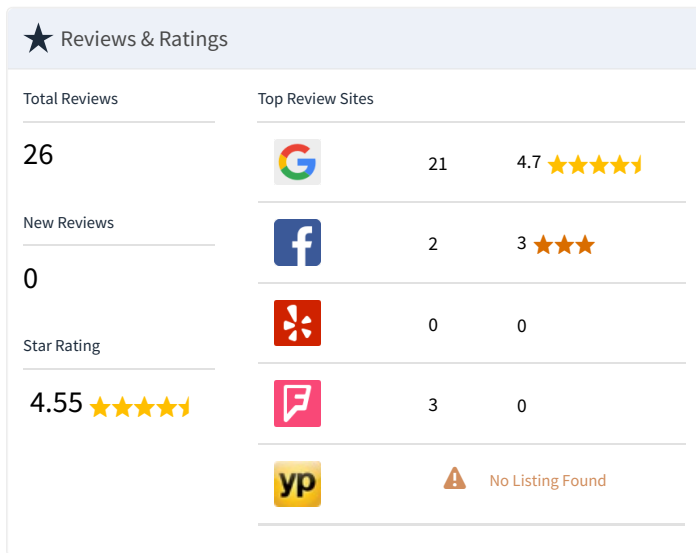 Reviews & Ratings
Total Reviews
26
New Reviews
0
Star Rating
4.55
Top Review Sites
G 21 4.7
f 2 3
0 0
3 0
yp No Listing Found